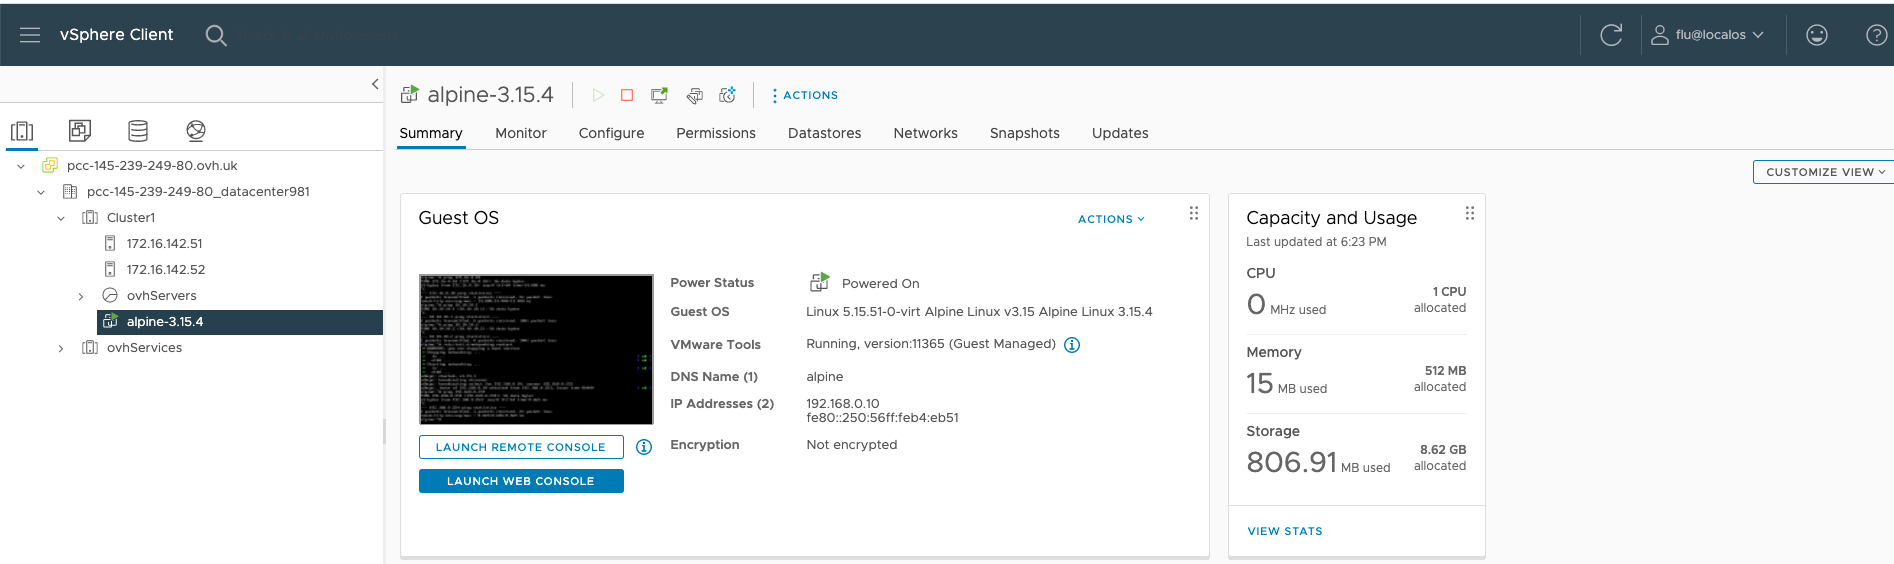 vSphere Client
flu@localos
alpine-3.15.4
ACTIONS
Summary
Monitor
Configure
Permissions
Datastores
Networks
Snapshots
Updates
pcc-145-239-249-80.ovh.uk
pcc-145-239-249-80_datacenter981
Cluster1
172.16.142.51
172.16.142.52
ovhServers
alpine-3.15.4
ovhServices
CUSTOMIZE VIEW
Guest OS
ACTIONS
Power Status
Powered On
Guest OS
Linux 5.15.51-0-virt Alpine Linux v3.15 Alpine Linux 3.15.4
VMware Tools
Running, version:11365 (Guest Managed)
DNS Name (1)
alpine
IP Addresses (2)
192.168.0.10
fe80::250:56ff:feb4:eb51
Encryption
Not encrypted
LAUNCH REMOTE CONSOLE
LAUNCH WEB CONSOLE
Capacity and Usage
Last updated at 6:23 PM
CPU
0 MHz used
1 CPU
allocated
Memory
15 MB used
512 MB
allocated
Storage
806.91 MB used
8.62 GB
allocated
VIEW STATS